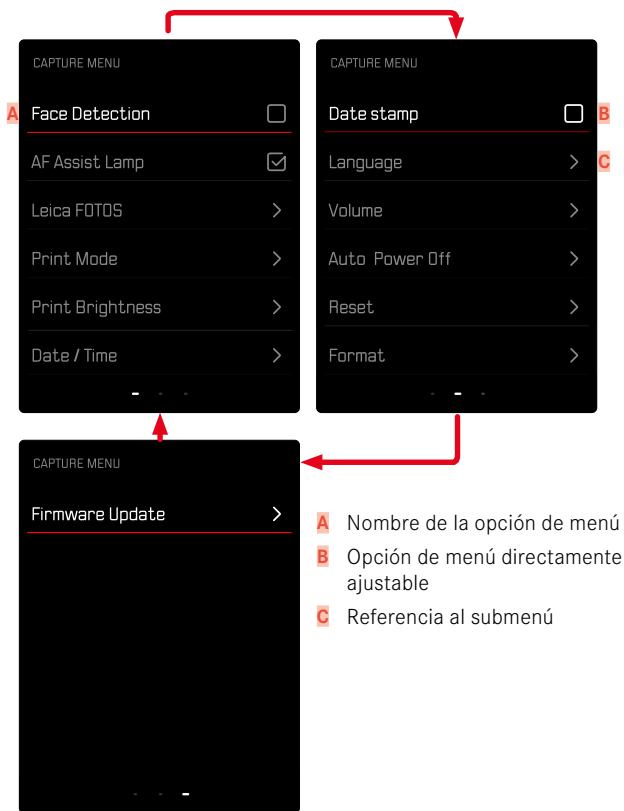 CAPTURE MENU
A Face Detection
AF Assist Lamp
Leica FOTOS
Print Mode
Print Brightness
Date / Time
CAPTURE MENU
Date stamp B
Language C
Volume
Auto Power Off
Reset
Format
CAPTURE MENU
Firmware Update
A Nombre de la opción de menú
B Opción de menú directamente
ajustable
C Referencia al submenú